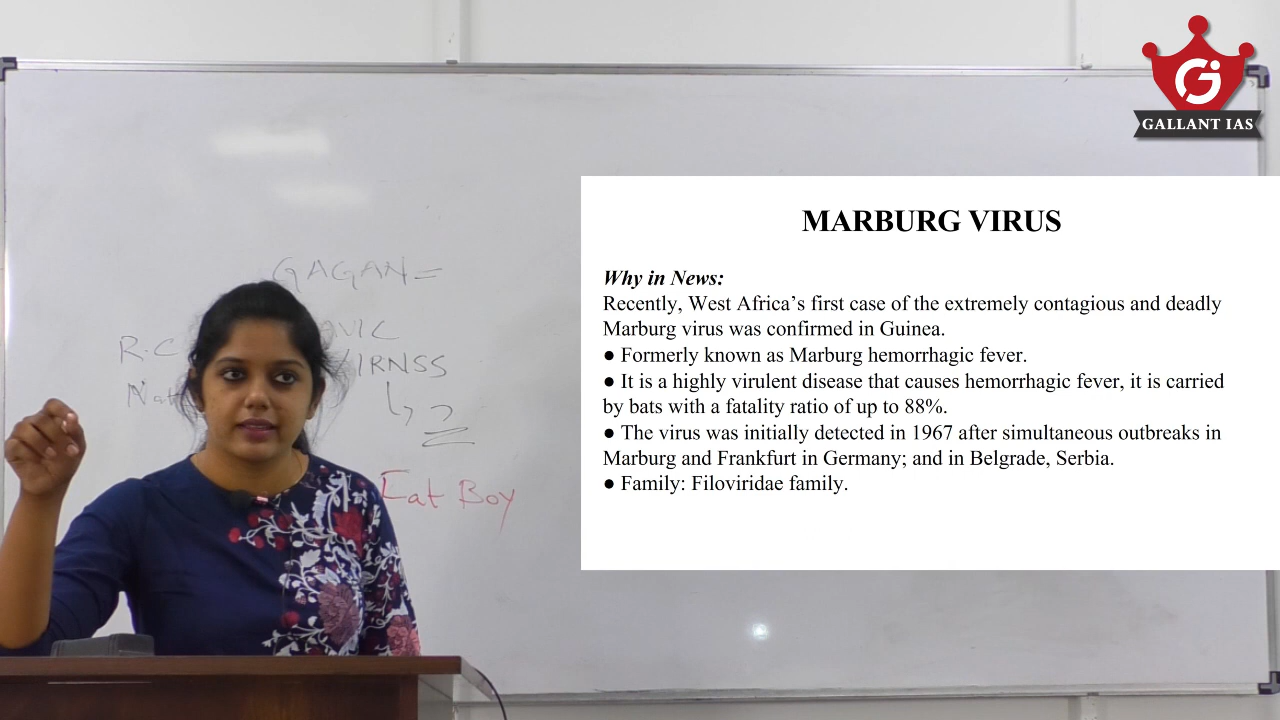 GALLANT IAS
MARBURG VIRUS
Why in News:
Recently, West Africa's first case of the extremely contagious and deadly
Marburg virus was confirmed in Guinea.
● Formerly known as Marburg hemorrhagic fever.
● It is a highly virulent disease that causes hemorrhagic fever, it is carried
by bats with a fatality ratio of up to 88%.
● The virus was initially detected in 1967 after simultaneous outbreaks in
Marburg and Frankfurt in Germany; and in Belgrade, Serbia.
● Family: Filoviridae family.
GAGAN =
R.C
IRNSS
2
Fat Boy